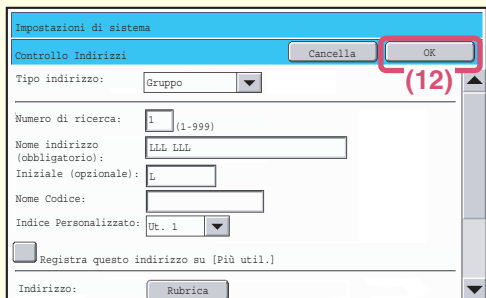 Impostazioni di sistema
Controllo Indirizzi Cancella OK
(12)
Tipo indirizzo: Gruppo
Numero di ricerca: 1 (1-999)
Nome indirizzo
(obbligatorio): LLL LLL
Iniziale (opzionale): L
Nome Codice:
Indice Personalizzato: Ut. 1
Registra questo indirizzo su [Più util.]
Indirizzo: Rubrica